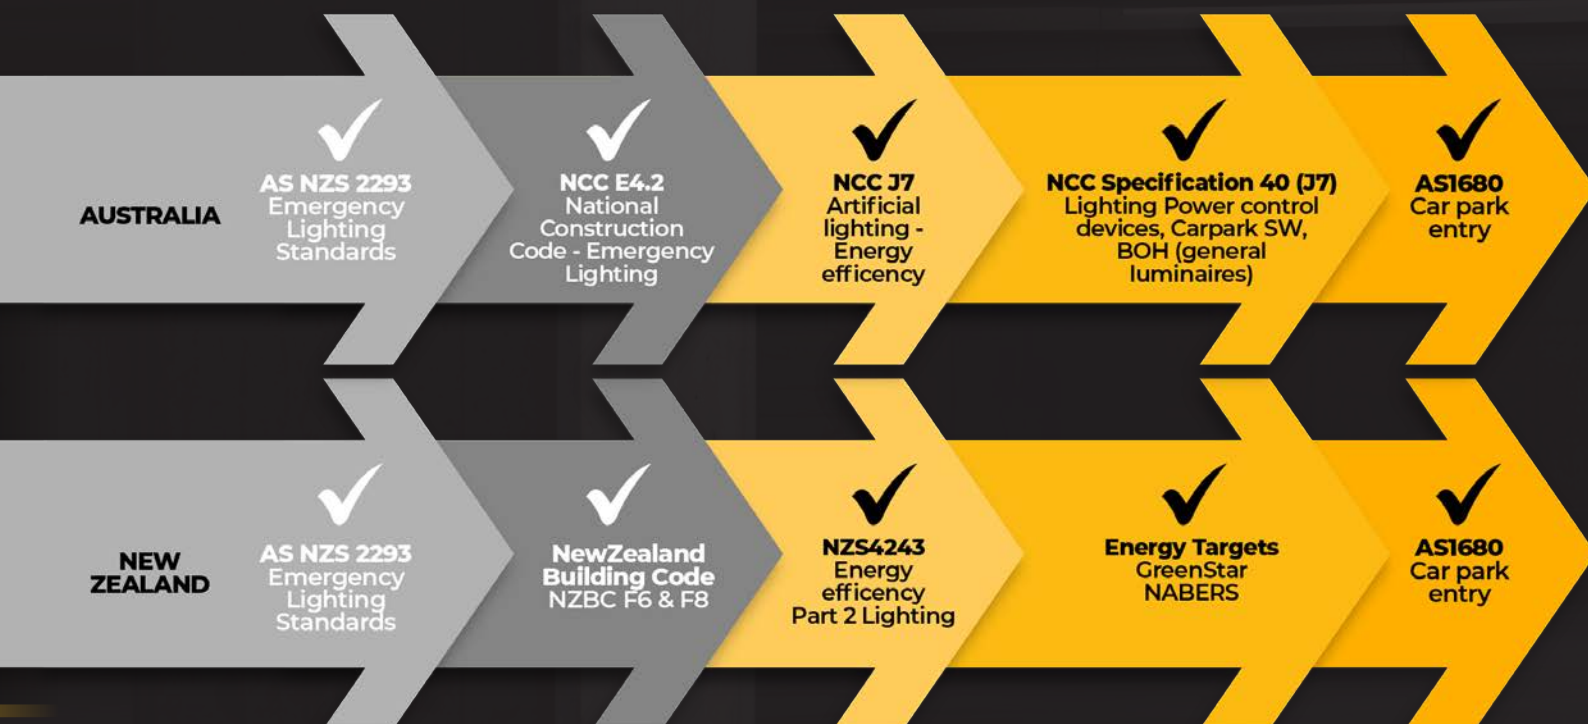 AUSTRALIA
AS NZS 2293
Emergency
Lighting
Standards
NCC E4.2
National
Construction
Code - Emergency
Lighting
NCC J7
Artificial
lighting -
Energy
efficency
NCC Specification 40 (J7)
Lighting Power control
devices, Carpark SW,
BOH (general
luminaires)
AS1680
Car park
entry
NEW
ZEALAND
AS NZS 2293
Emergency
Lighting
Standards
NewZealand
Building Code
NZBC F6 & F8
NZS4243
Energy
efficency
Part 2 Lighting
Energy Targets
GreenStar
NABERS
AS1680
Car park
entry